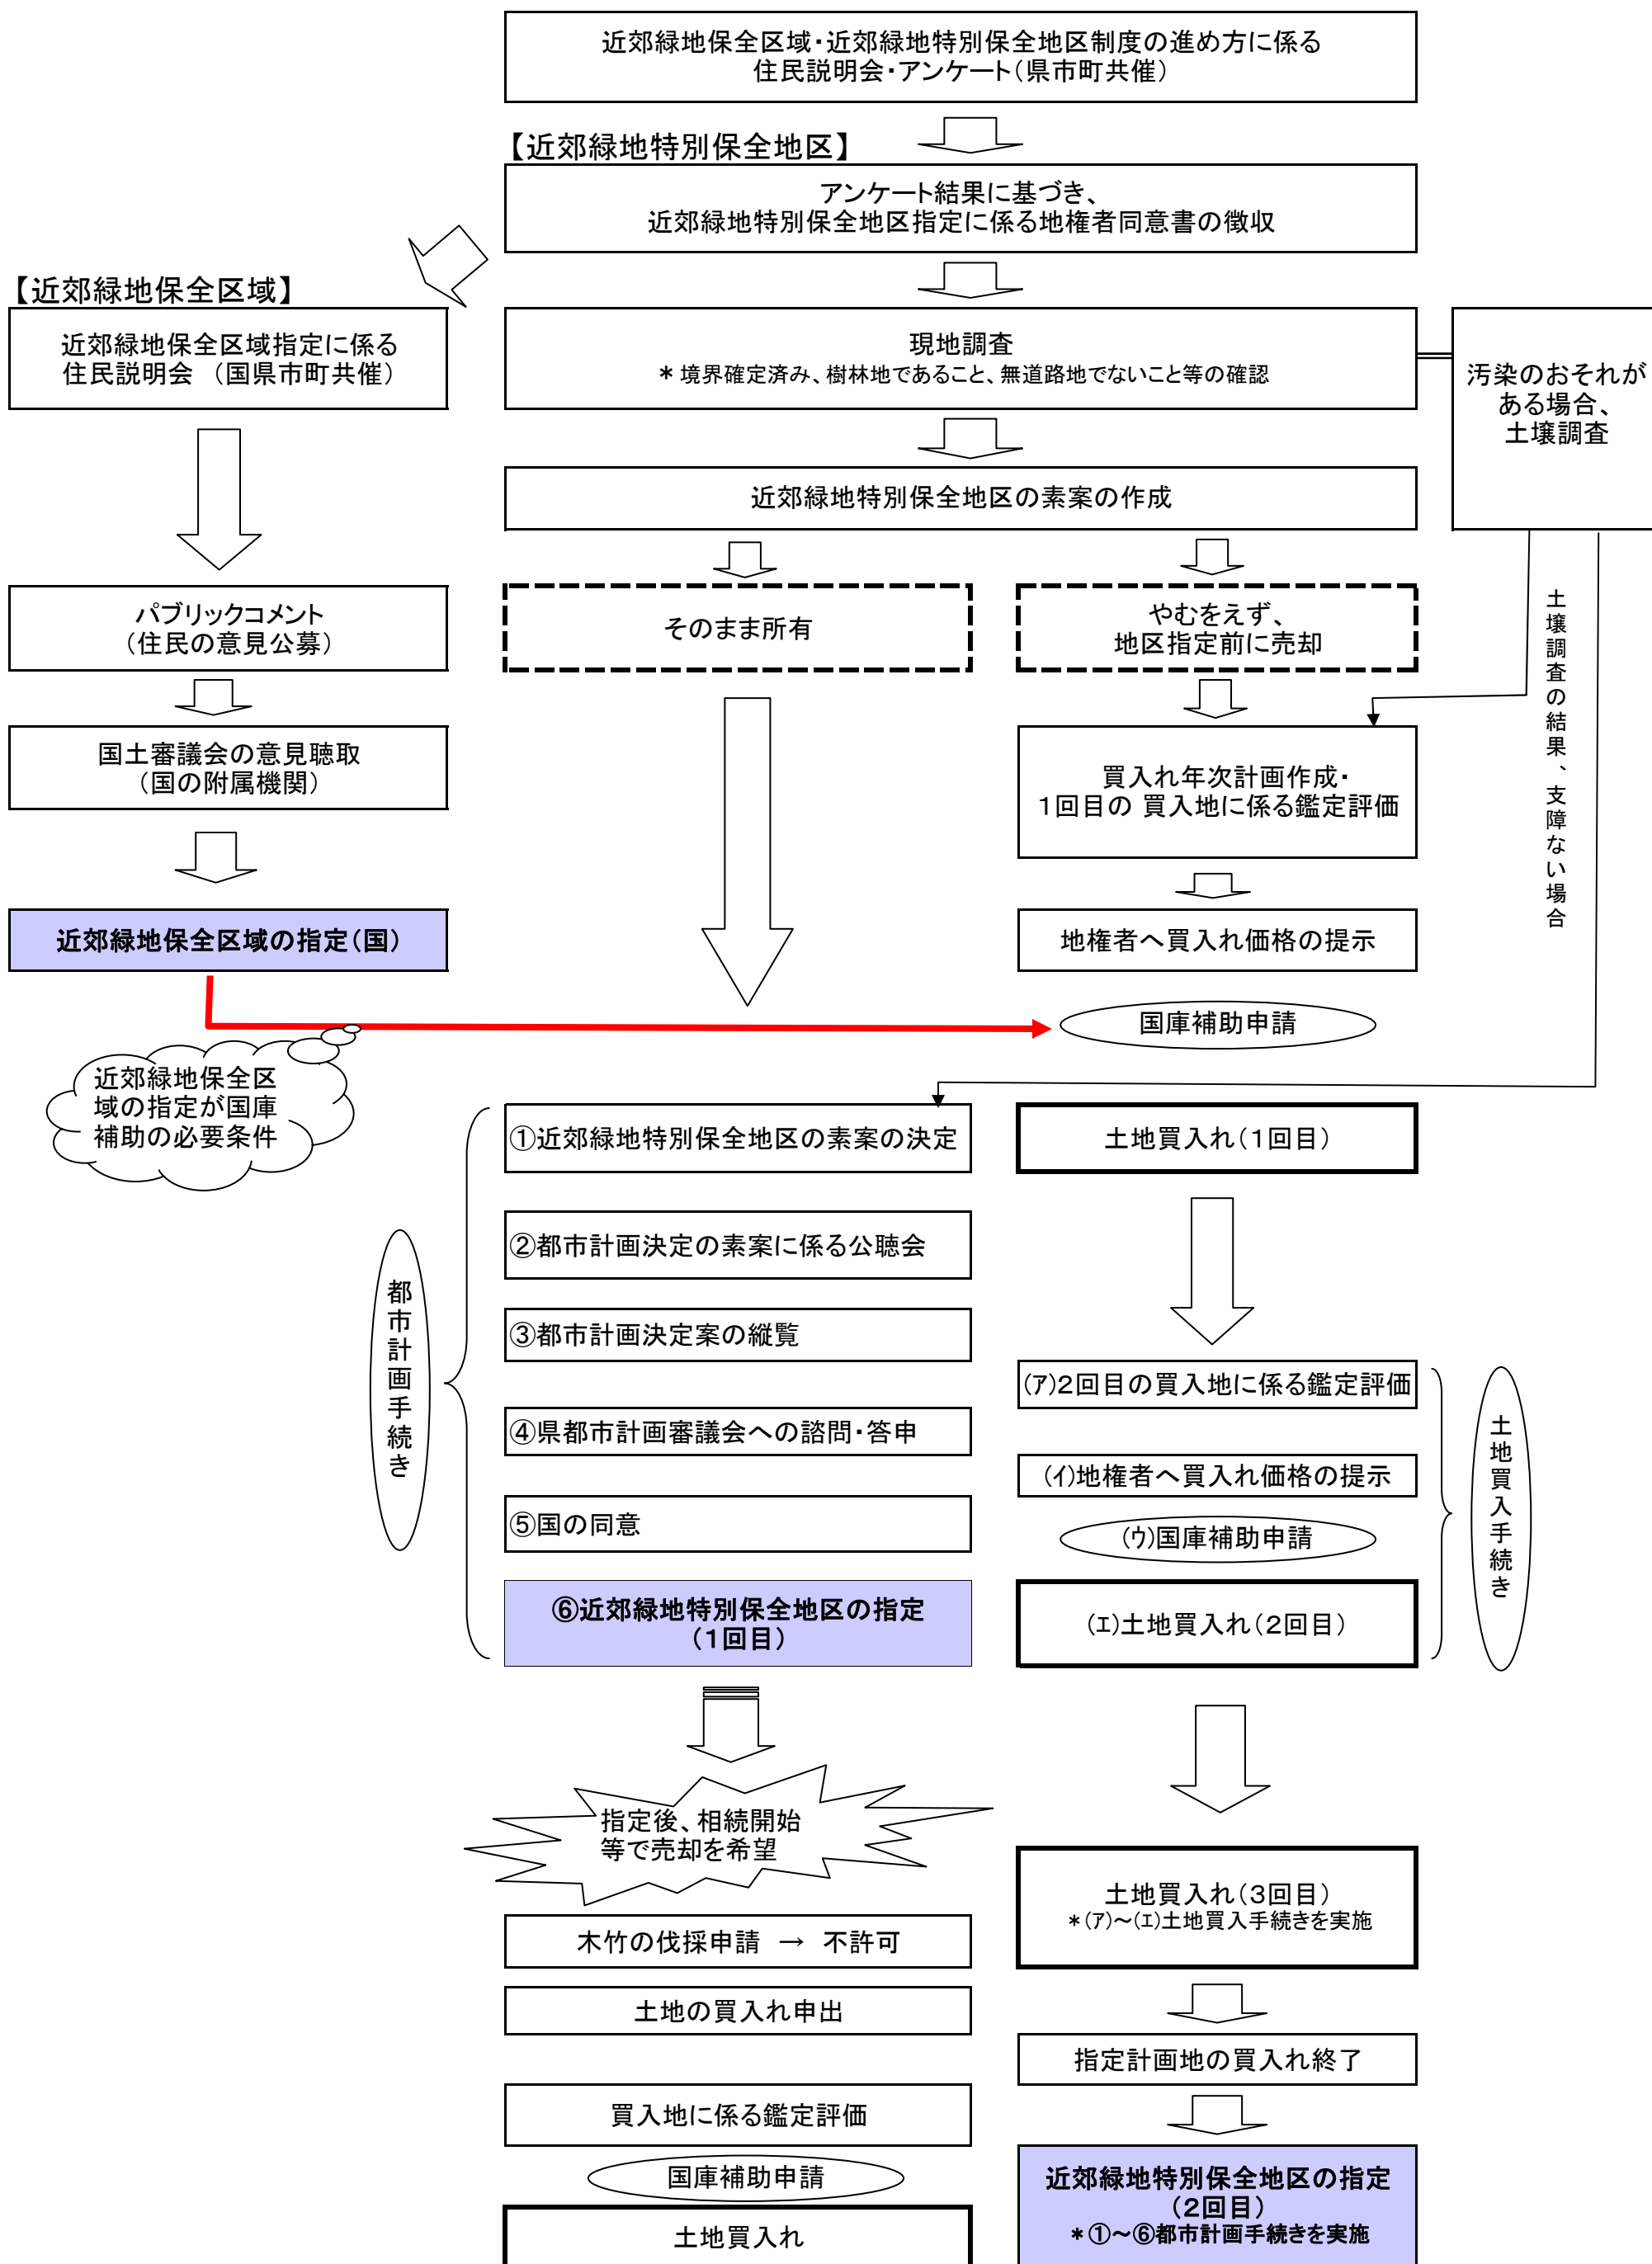 近郊緑地保全区域・近郊緑地特別保全地区制度の進め方に係る
住民説明会・アンケート（県市町共催）
【近郊緑地特別保全地区】
アンケート結果に基づき、
近郊緑地特別保全地区指定に係る地権者同意書の徴収
【近郊緑地保全区域】
近郊緑地保全区域指定に係る
住民説明会　（国県市町共催）
現地調査
＊境界確定済み、樹林地であること、無道路地でないこと等の確認
汚染のおそれが
ある場合、
土壌調査
近郊緑地特別保全地区の素案の作成
パブリックコメント
（住民の意見公募）
そのまま所有
やむをえず、
地区指定前に売却
土壌調査の結果、支障ない場合
国土審議会の意見聴取
（国の附属機関）
買入れ年次計画作成・
１回目の 買入地に係る鑑定評価
近郊緑地保全区域の指定（国）
地権者へ買入れ価格の提示
国庫補助申請
近郊緑地保全区
域の指定が国庫
補助の必要条件
都市計画手続き
①近郊緑地特別保全地区の素案の決定
②都市計画決定の素案に係る公聴会
③都市計画決定案の縦覧
④県都市計画審議会への諮問・答申
⑤国の同意
⑥近郊緑地特別保全地区の指定
（１回目）
土地買入れ（１回目）
(ｱ)２回目の買入地に係る鑑定評価
(ｲ)地権者へ買入れ価格の提示
(ｳ)国庫補助申請
(ｴ)土地買入れ（２回目）
土地買入手続き
指定後、相続開始
等で売却を希望
木竹の伐採申請　→　不許可
土地の買入れ申出
買入地に係る鑑定評価
国庫補助申請
土地買入れ
土地買入れ（３回目）
＊(ｱ)～(ｴ)土地買入手続きを実施
指定計画地の買入れ終了
近郊緑地特別保全地区の指定
（２回目）
＊①～⑥都市計画手続きを実施